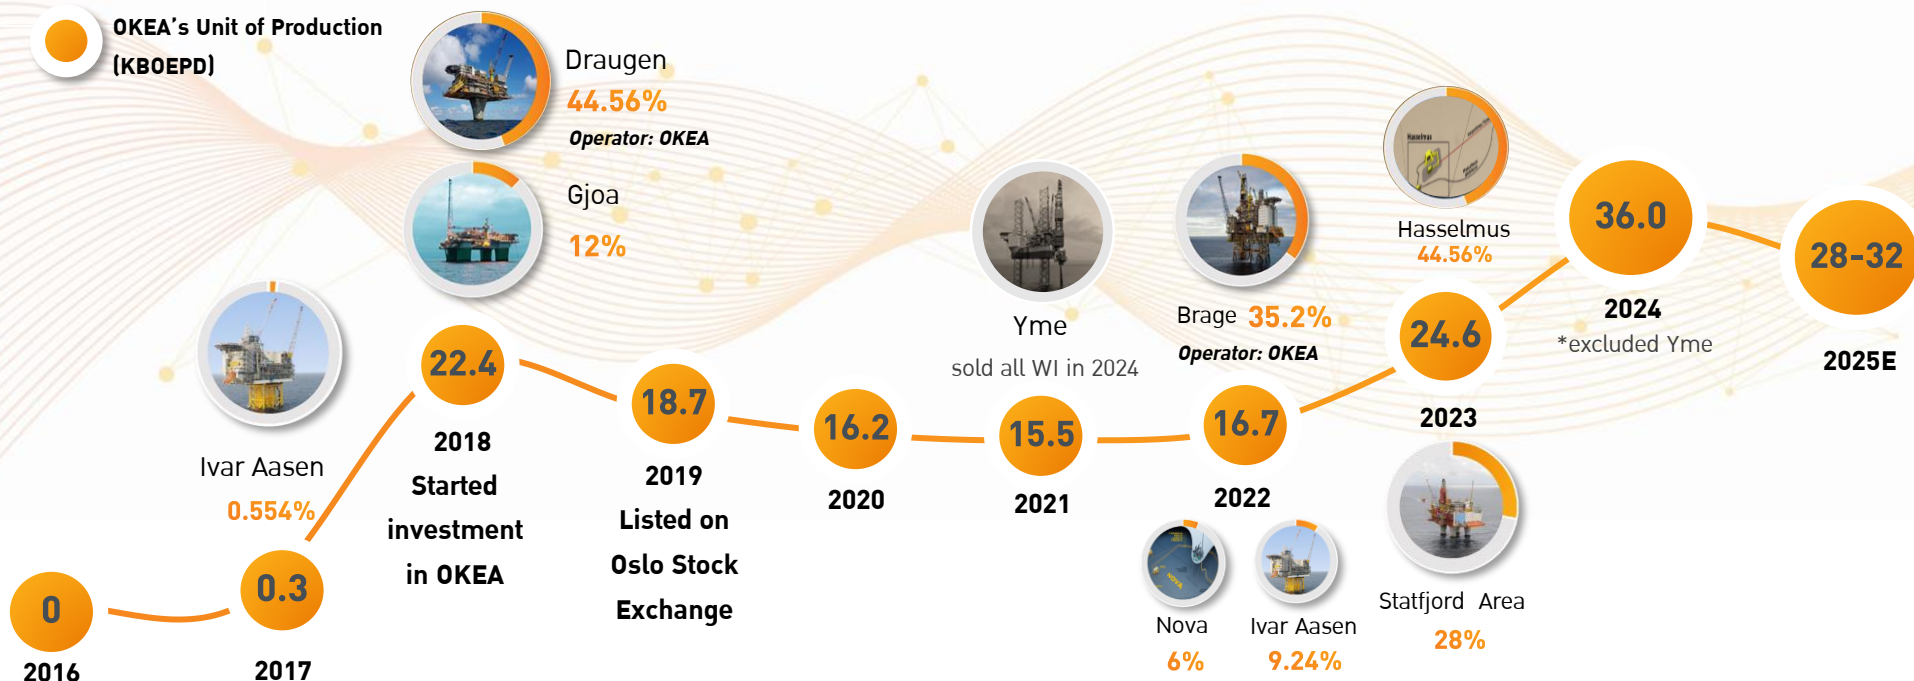 OKEA's Unit of Production
(KBOEPD)
Draugen
44.56%
Operator: OKEA
Gjoa
12%
Ivar Aasen
0.554%
Yme
sold all WI in 2024
Brage 35.2%
Operator: OKEA
Hasselmus
44.56%
0
2016
0.3
2017
22.4
2018
Started
investment
in OKEA
18.7
2019
Listed on
Oslo Stock
Exchange
16.2
2020
15.5
2021
16.7
2022
Nova
6%
Ivar Aasen
9.24%
24.6
2023
Statfjord Area
28%
36.0
2024
*excluded Yme
28-32
2025E
Hasselmus
NOVA